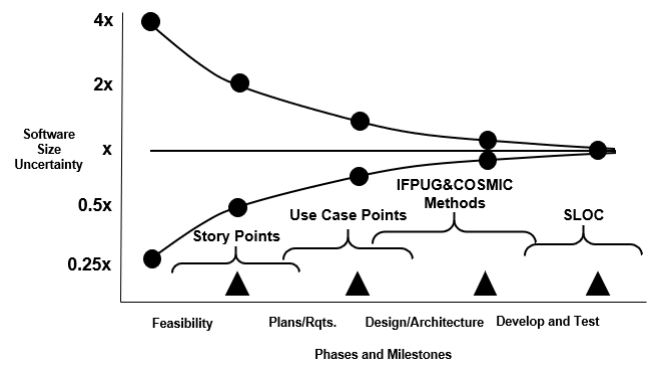 4x
2x
Software
Size
Uncertainty
x
0.5x
0.25x
IFPUG&COSMIC
Methods
Use Case Points
SLOC
Story Points
Feasibility
Plans/Rqts.
Design/Architecture
Develop and Test
Phases and Milestones